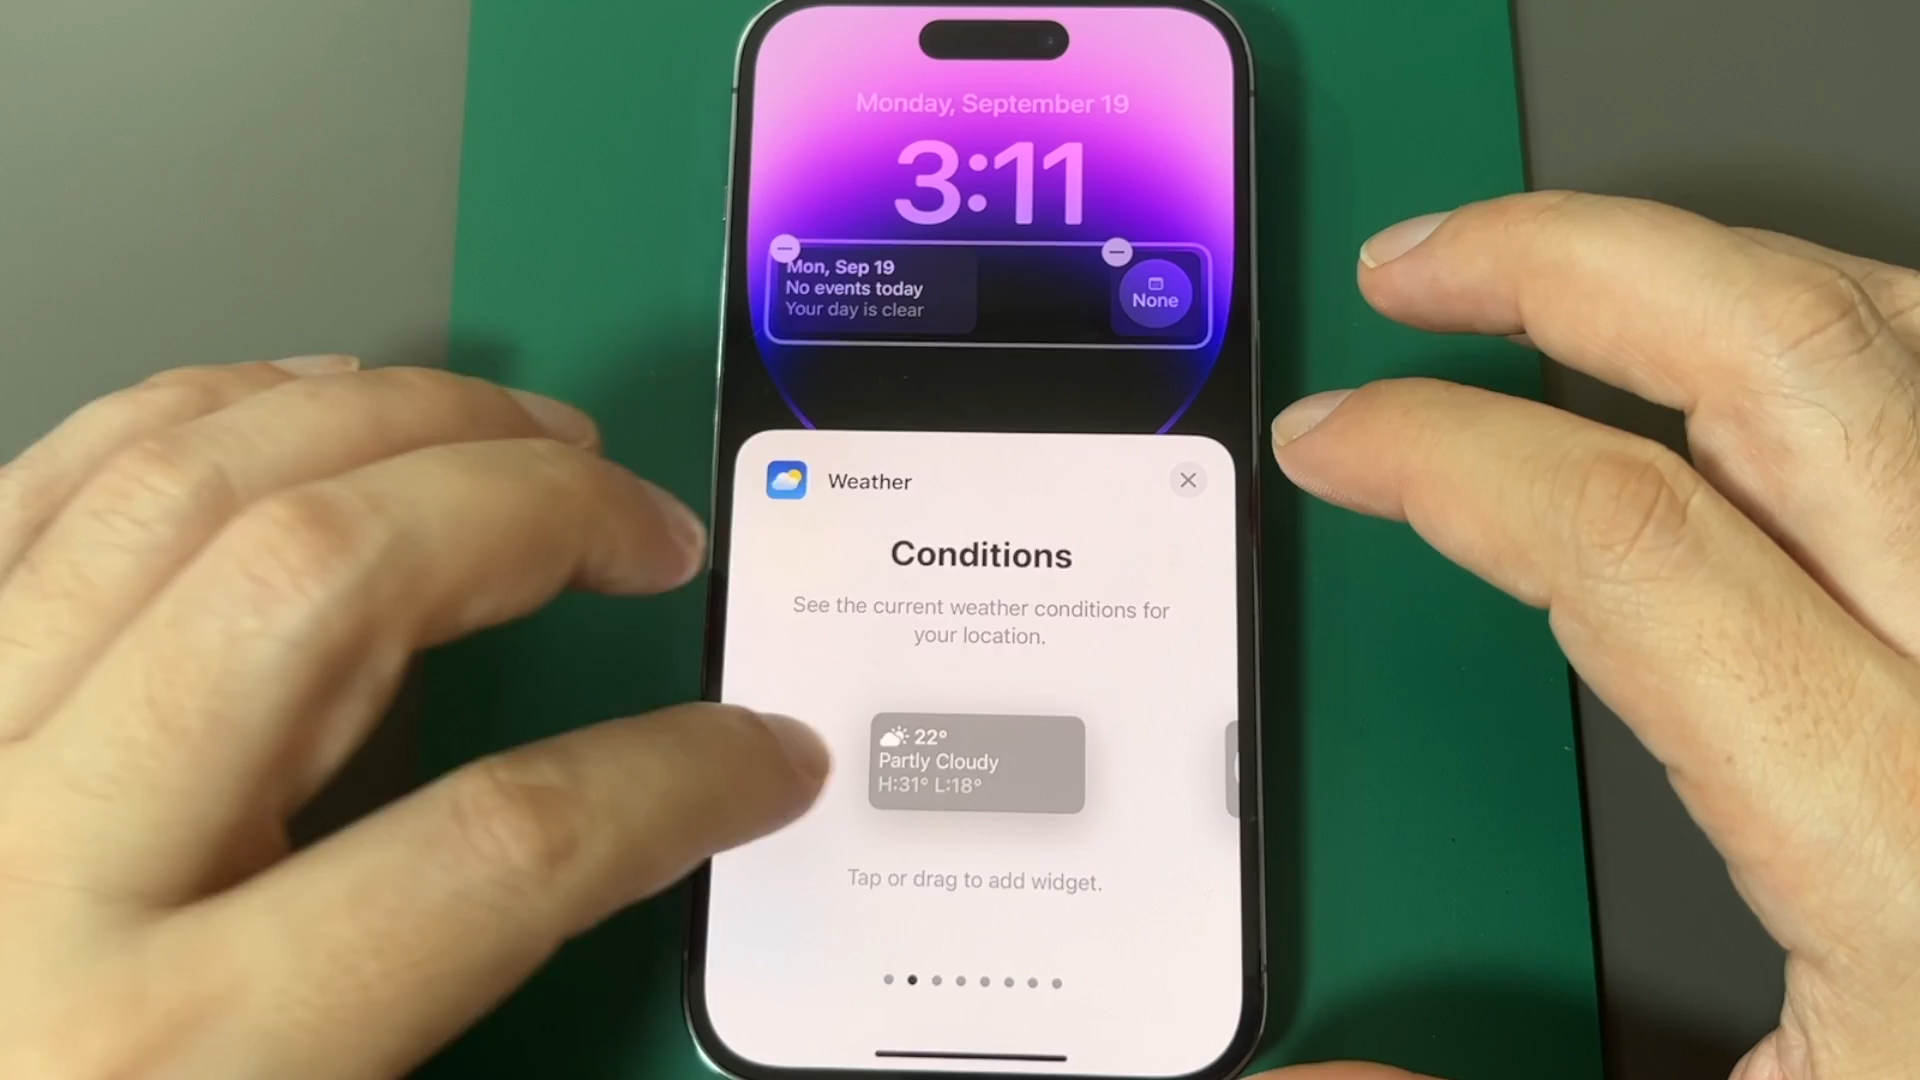 Monday, September 19
3:11
Mon, Sep 19
No events today
Your day is clear
None
Weather
Conditions
See the current weather conditions for
your location.
22°
Partly Cloudy
H:31° L:18°
Tap or drag to add widget.